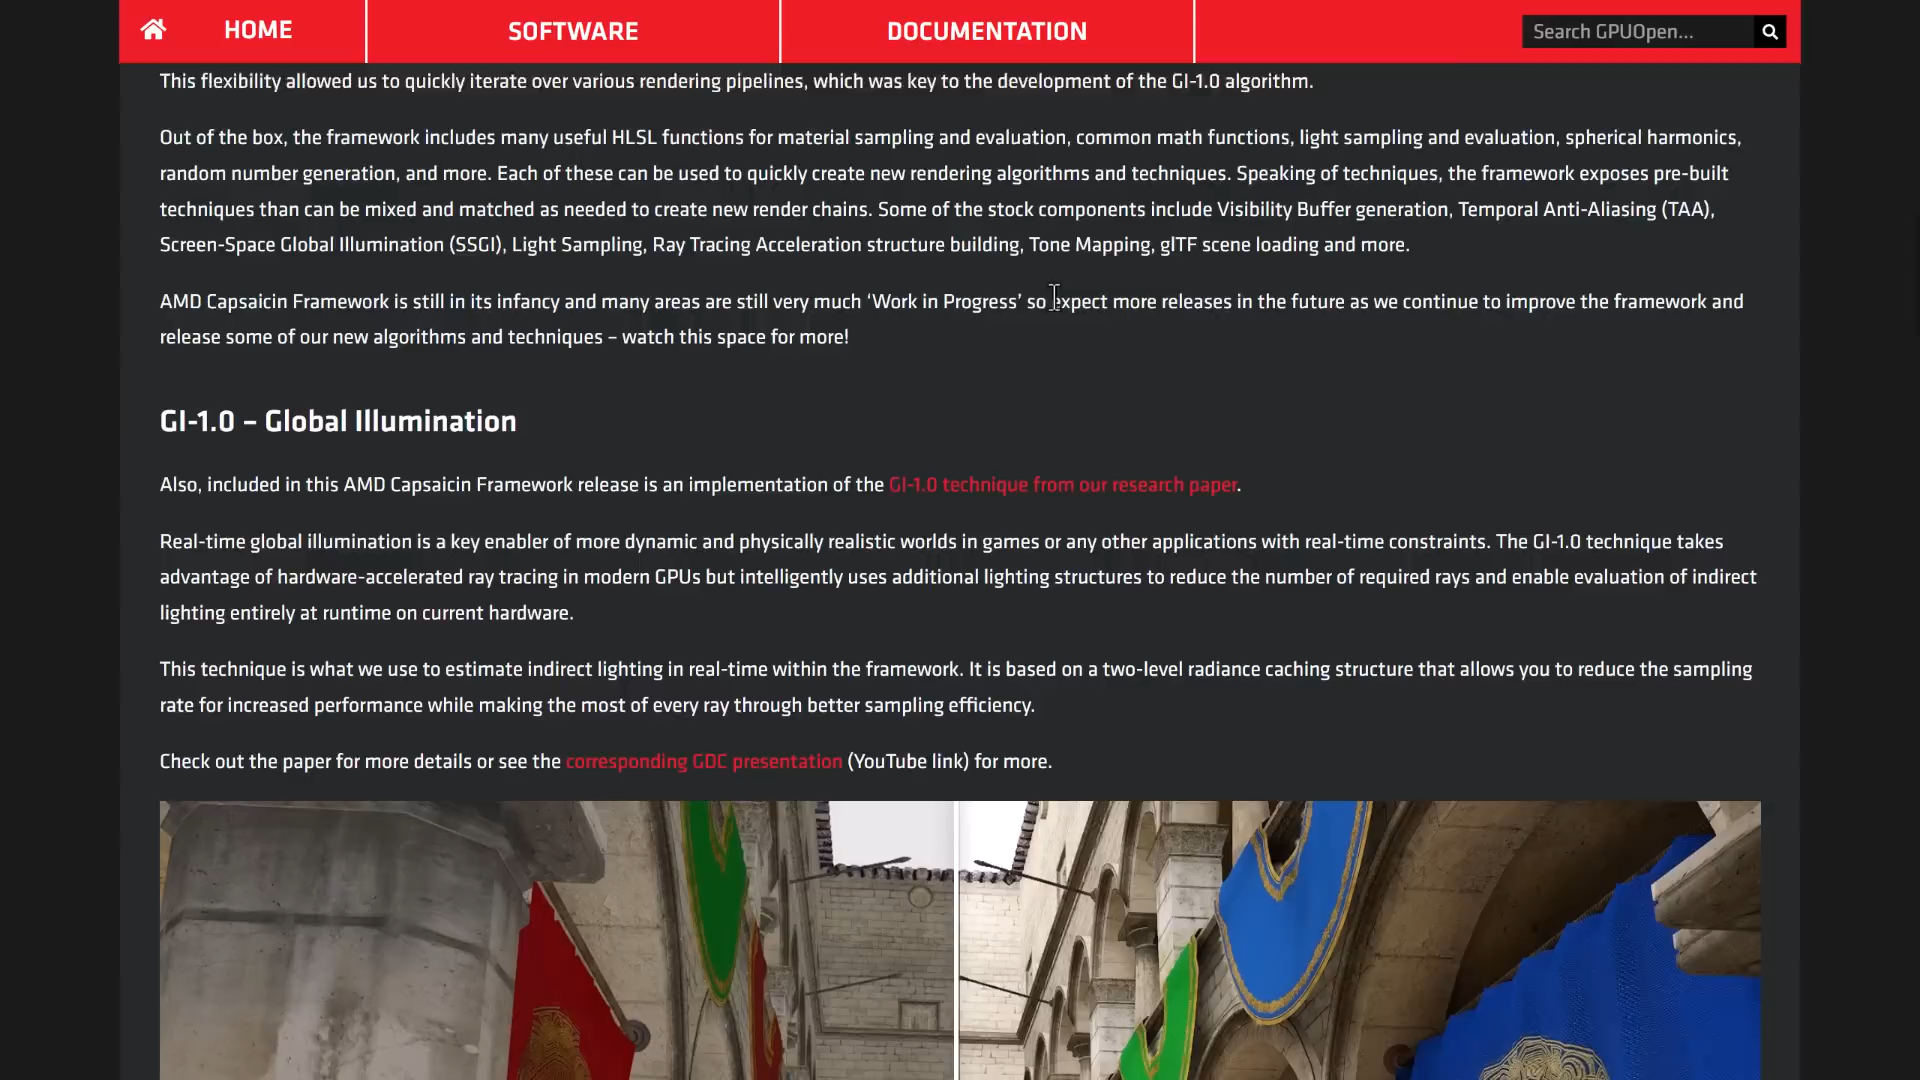 HOME
SOFTWARE
DOCUMENTATION
Search GPUOpen...
This flexibility allowed us to quickly iterate over various rendering pipelines, which was key to the development of the GI-1.0 algorithm.
Out of the box, the framework includes many useful HLSL functions for material sampling and evaluation, common math functions, light sampling and evaluation, spherical harmonics,
random number generation, and more. Each of these can be used to quickly create new rendering algorithms and techniques. Speaking of techniques, the framework exposes pre-built
techniques than can be mixed and matched as needed to create new render chains. Some of the stock components include Visibility Buffer generation, Temporal Anti-Aliasing (TAA),
Screen-Space Global Illumination (SSGI), Light Sampling, Ray Tracing Acceleration structure building, Tone Mapping, glTF scene loading and more.
AMD Capsaicin Framework is still in its infancy and many areas are still very much ‘Work in Progress’ so expect more releases in the future as we continue to improve the framework and
release some of our new algorithms and techniques – watch this space for more!
GI-1.0 – Global Illumination
Also, included in this AMD Capsaicin Framework release is an implementation of the GI-1.0 technique from our research paper.
Real-time global illumination is a key enabler of more dynamic and physically realistic worlds in games or any other applications with real-time constraints. The GI-1.0 technique takes
advantage of hardware-accelerated ray tracing in modern GPUs but intelligently uses additional lighting structures to reduce the number of required rays and enable evaluation of indirect
lighting entirely at runtime on current hardware.
This technique is what we use to estimate indirect lighting in real-time within the framework. It is based on a two-level radiance caching structure that allows you to reduce the sampling
rate for increased performance while making the most of every ray through better sampling efficiency.
Check out the paper for more details or see the corresponding GDC presentation (YouTube link) for more.